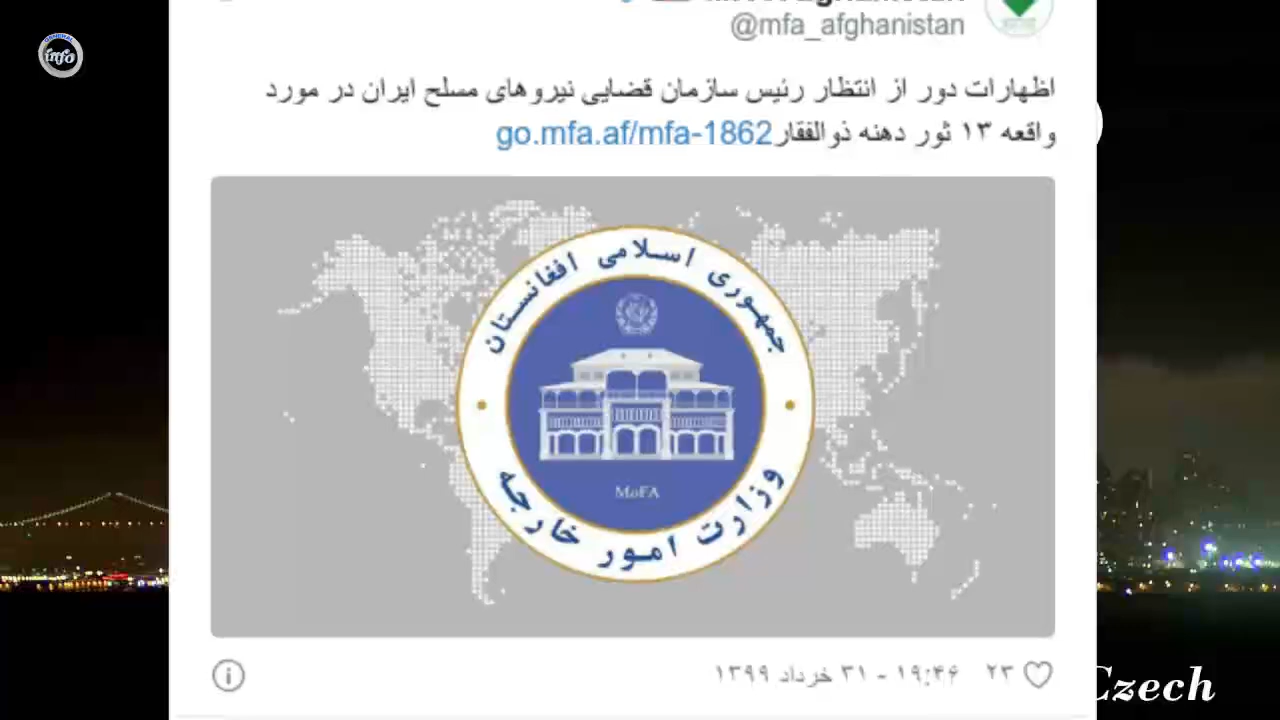 @mfa_afghanistan
اظهارات دور از انتظار رئیس سازمان قضایی نیروهای مسلح ایران در مورد
واقعه ۱۳ ثور دهنه ذوالفقار go.mfa.af/mfa-1862
جمهوری اسلامی افغانستان
MoFA
وزارت امور خارجه
۲۳ ۱۹:۴۶ - ۳۱ خرداد ۱۳۹۹
info
Czech